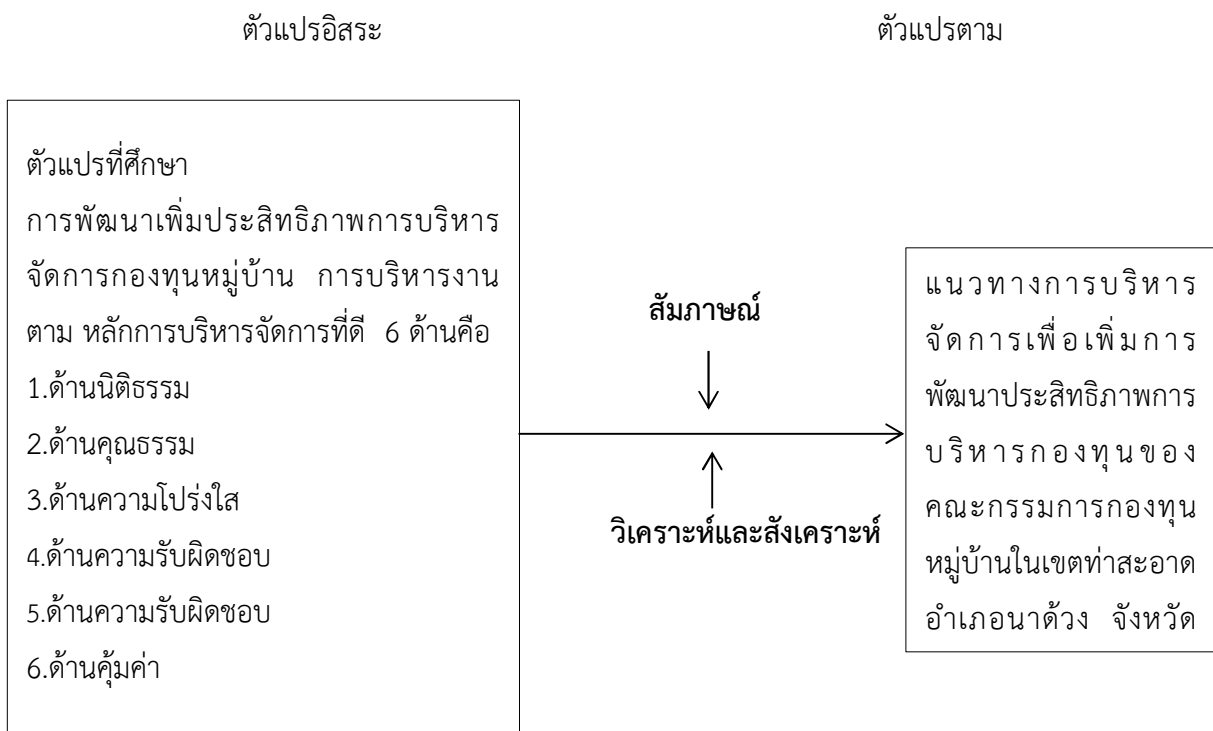 ตัวแปรอิสระ
ตัวแปรตาม
ตัวแปรที่ศึกษา
การพัฒนาเพิ่มประสิทธิภาพการบริหาร
จัดการกองทุนหมู่บ้าน การบริหารงาน
ตาม หลักการบริหารจัดการที่ดี 6 ด้านคือ
1.ด้านนิติธรรม
2.ด้านคุณธรรม
3.ด้านความโปร่งใส
4.ด้านความรับผิดชอบ
5.ด้านความรับผิดชอบ
6.ด้านคุ้มค่า
สัมภาษณ์
วิเคราะห์และสังเคราะห์
แนวทางการบริหาร
จัดการเพื่อเพิ่มการ
พัฒนาประสิทธิภาพการ
บริหารกองทุนของ
คณะกรรมการกองทุน
หมู่บ้านในเขตท่าสะอาด
อำเภอนาด้วง จังหวัด